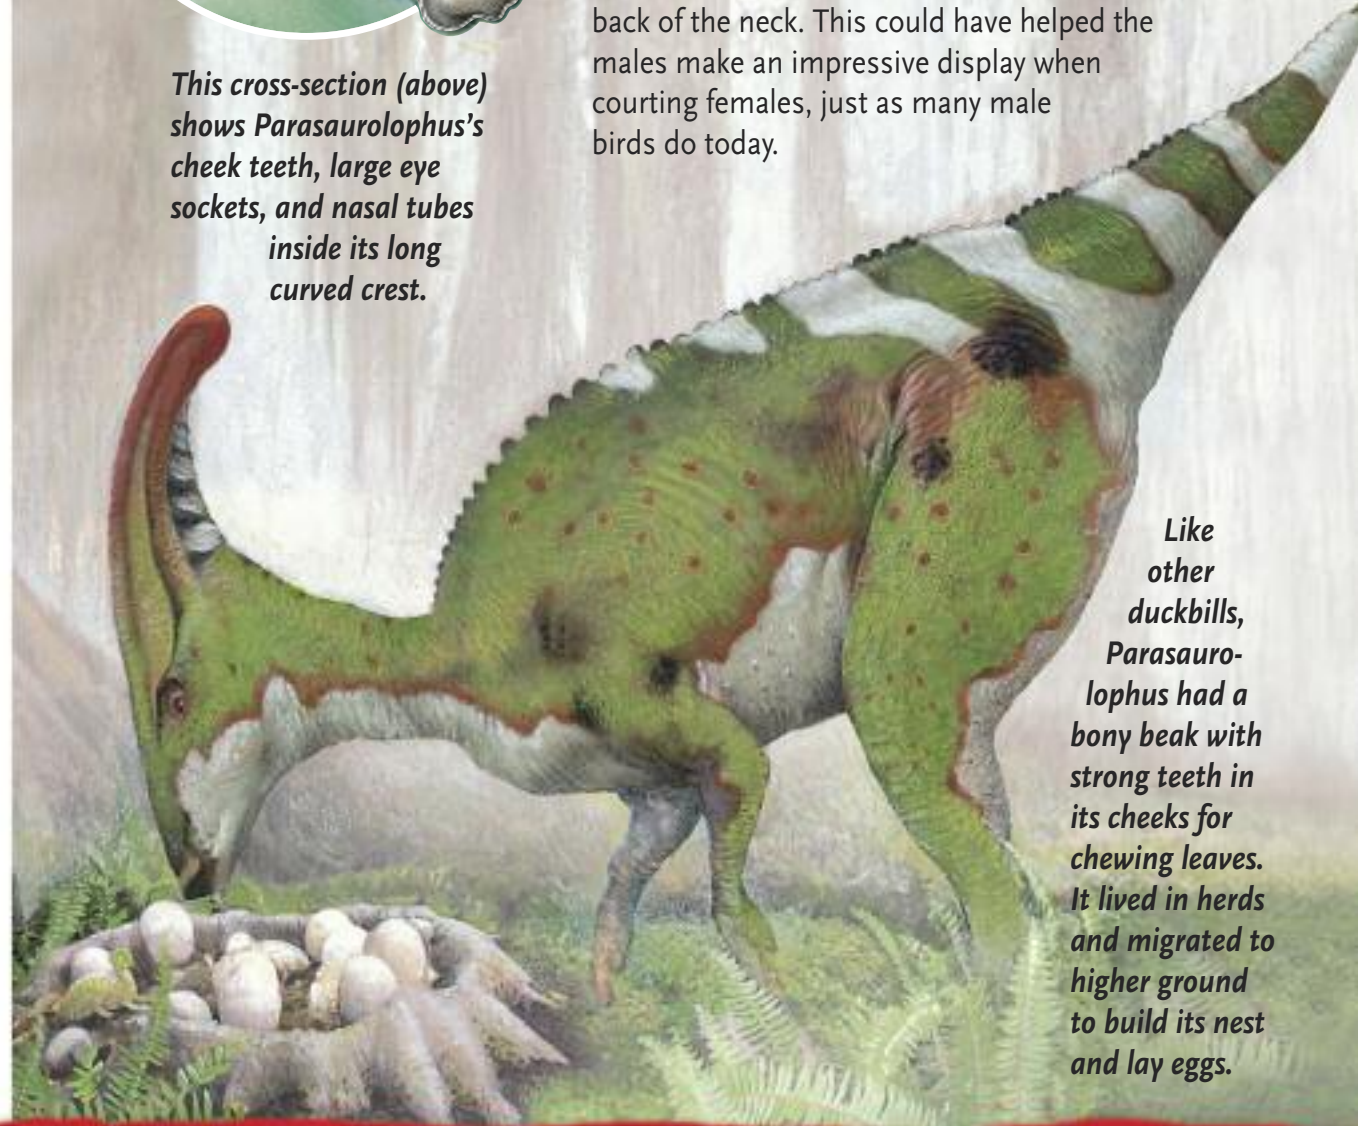 This cross-section (above)
shows Parasaurolophus's
cheek teeth, large eye
sockets, and nasal tubes
inside its long
curved crest.
back of the neck. This could have helped the
males make an impressive display when
courting females, just as many male
birds do today.
Like
other
duckbills,
Parasauro-
lophus had a
bony beak with
strong teeth in
its cheeks for
chewing leaves.
It lived in herds
and migrated to
higher ground
to build its nest
and lay eggs.